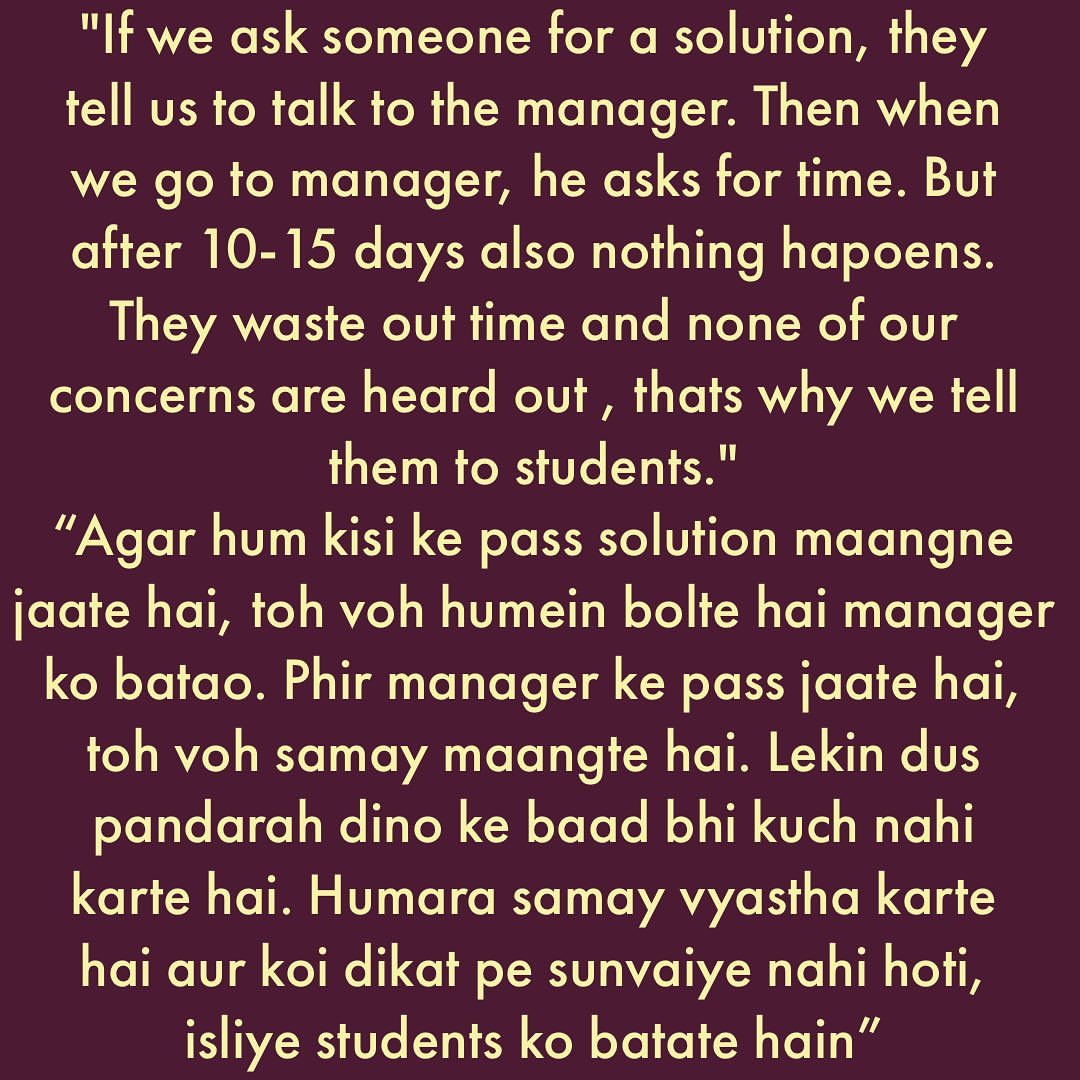 "If we ask someone for a solution, they
tell us to talk to the manager. Then when
we go to manager, he asks for time. But
after 10-15 days also nothing hapoens.
They waste out time and none of our
concerns are heard out , thats why we tell
them to students."
“Agar hum kisi ke pass solution maangne
jaate hai, toh voh humein bolte hai manager
ko batao. Phir manager ke pass jaate hai,
toh voh samay maangte hai. Lekin dus
pandarah dino ke baad bhi kuch nahi
karte hai. Humara samay vyastha karte
hai aur koi dikat pe sunvaiye nahi hoti,
isliye students ko batate hain”